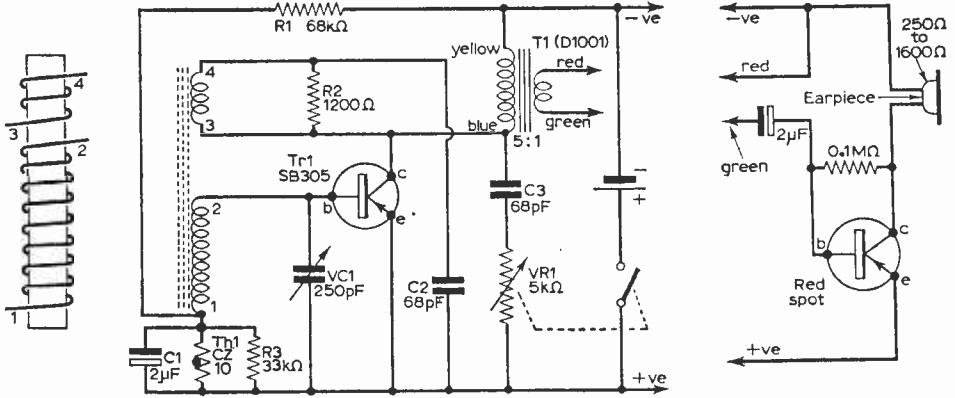 4
3
2
1
R1 68kΩ
4
3
R2
1200Ω
Tr1
SB305
b
c
e
2
1
VC1
250pF
C2
68pF
C1
2µF
Th1
CZ
10
R3
33kΩ
yellow
T1 (D1001)
red
green
blue
5:1
C3
68pF
VR1
5kΩ
-ve
-
+
+ve
-ve
red
250Ω
to
1600Ω
Earpiece
2µF
green
0.1MΩ
b
c
e
Red
spot
+ve